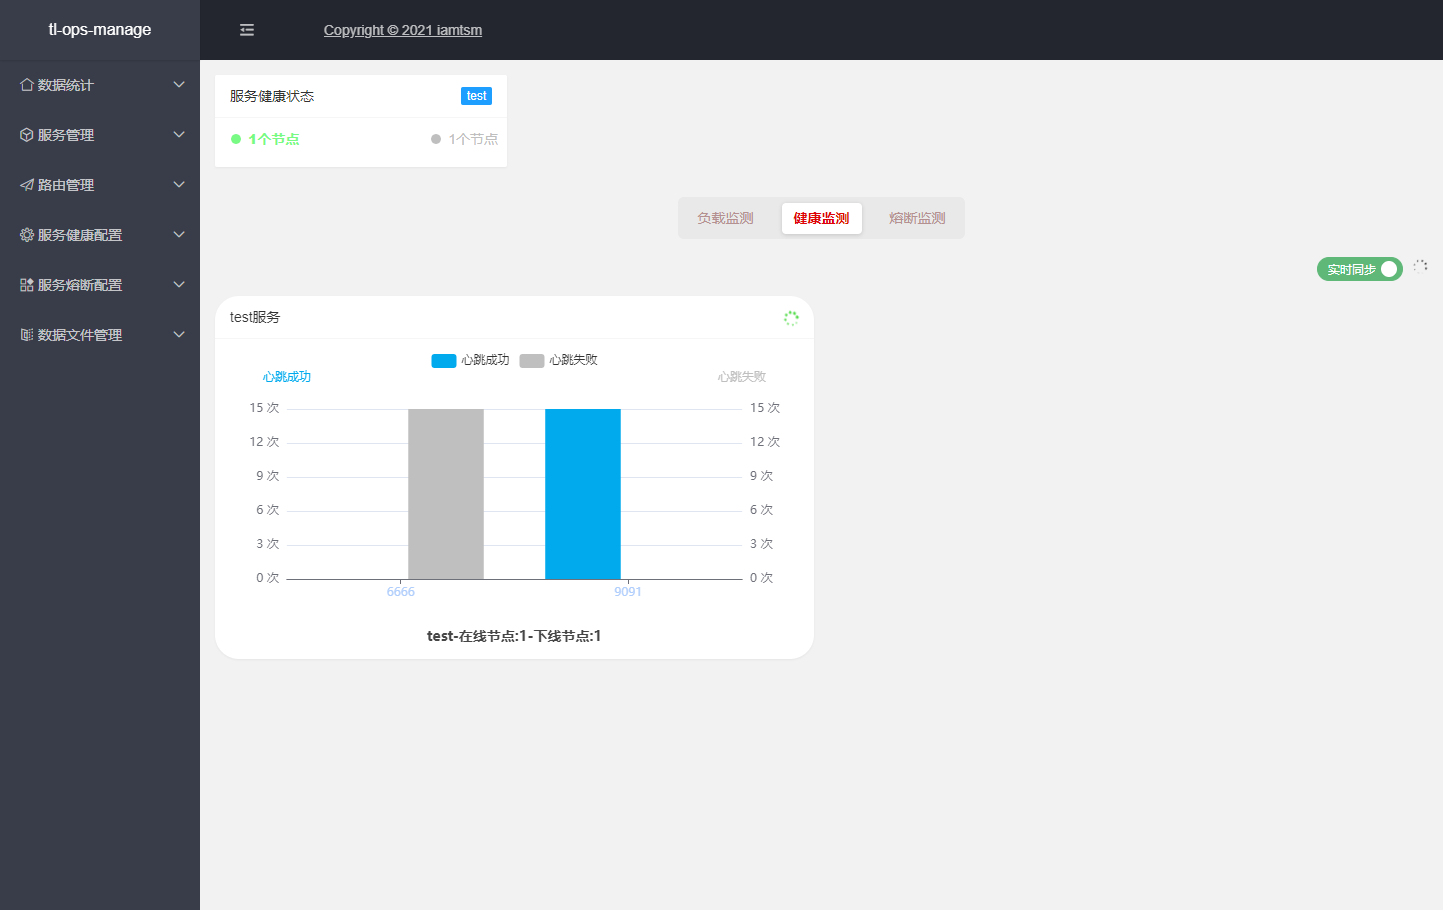 tl-ops-manage
Copyright © 2021 iamtsm
数据统计
服务管理
路由管理
服务健康配置
服务熔断配置
数据文件管理
服务健康状态 test
1个节点 1个节点
负载监测 健康监测 熔断监测
实时同步
test服务
心跳成功 心跳失败
心跳成功 心跳失败
15 次 15 次
12 次 12 次
9 次 9 次
6 次 6 次
3 次 3 次
0 次 0 次
6666 9091
test-在线节点:1-下线节点:1